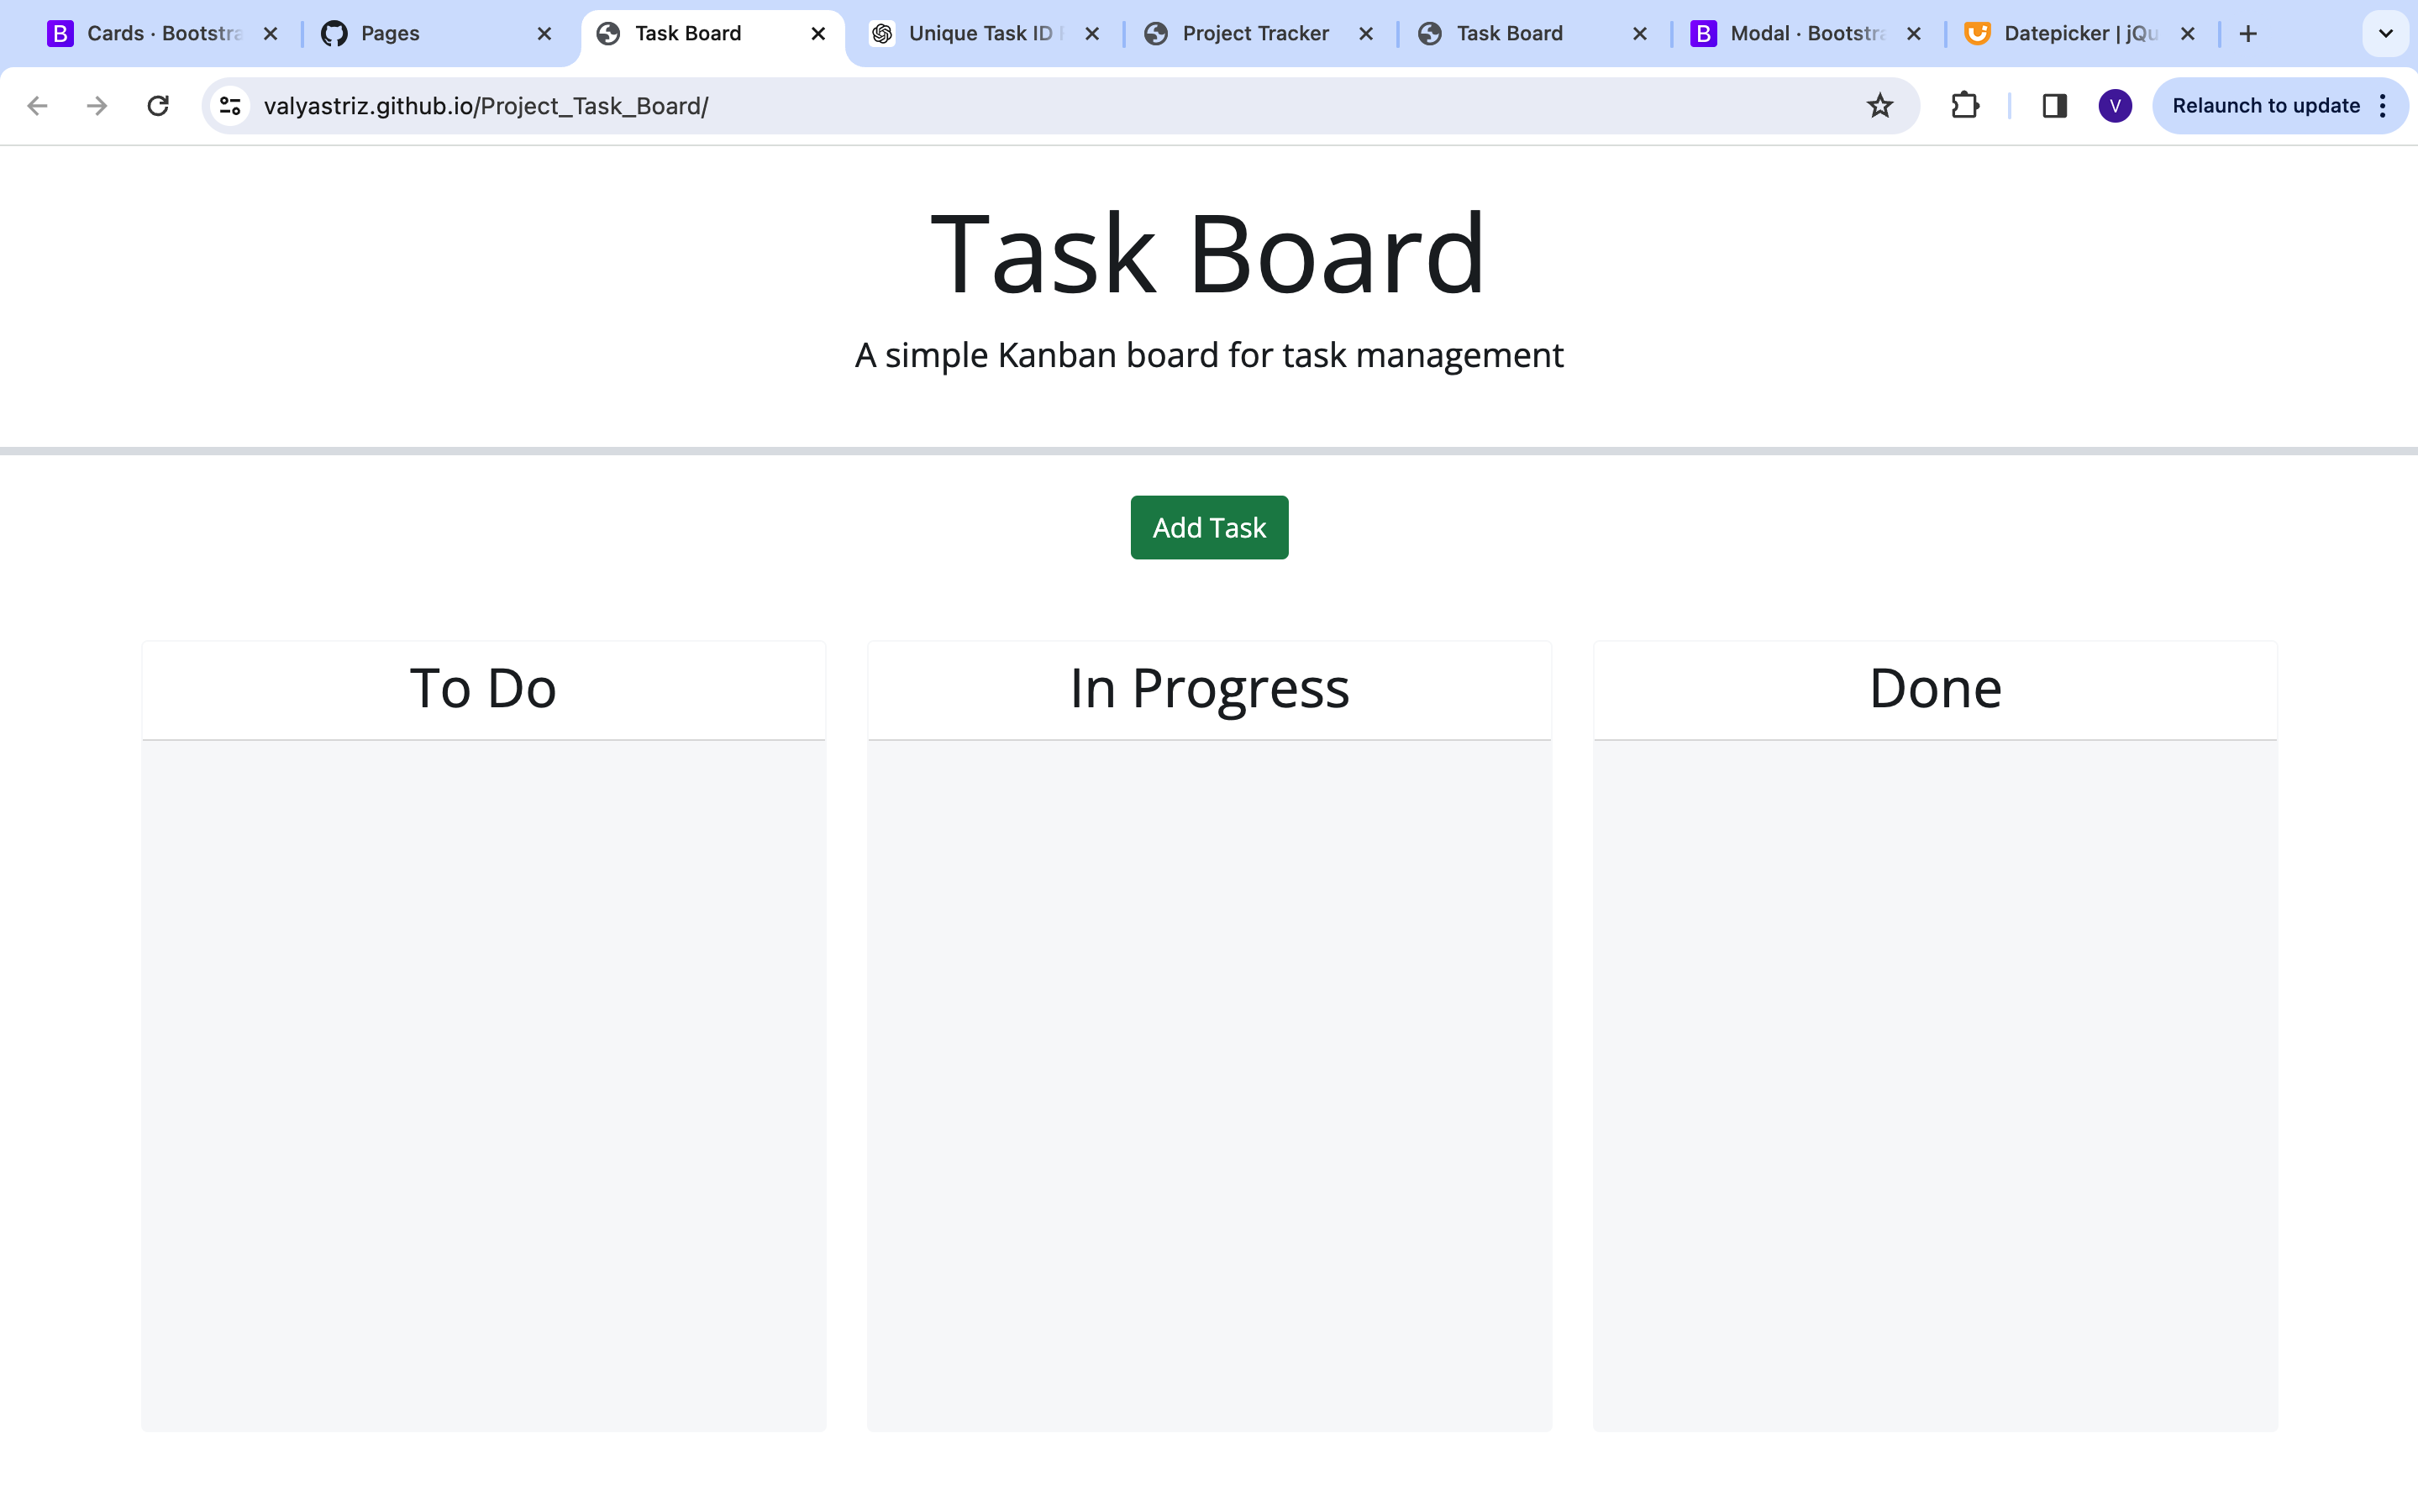 Cards · Bootstra
Pages
Task Board
Unique Task ID
Project Tracker
Task Board
Modal · Bootstra
Datepicker | jQu
valyastriz.github.io/Project_Task_Board/
V
Relaunch to update
Task Board
A simple Kanban board for task management
Add Task
To Do
In Progress
Done